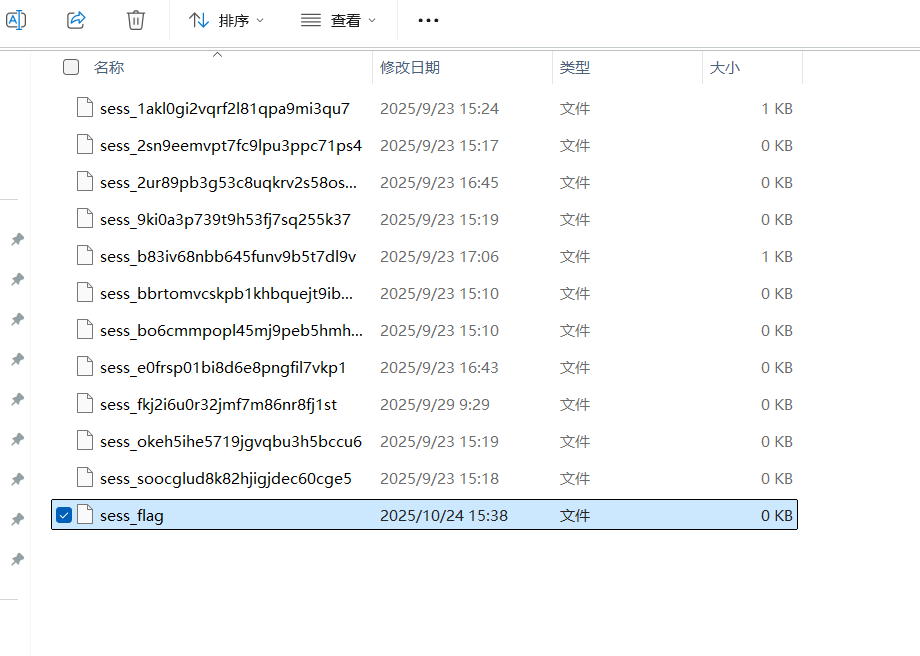 排序 查看
名称 修改日期 类型 大小
sess_1akl0gi2vqrf2l81qpa9mi3qu7 2025/9/23 15:24 文件 1 KB
sess_2sn9eemvpt7fc9lpu3ppc71ps4 2025/9/23 15:17 文件 0 KB
sess_2ur89pb3g53c8uqkrv2s58os... 2025/9/23 16:45 文件 0 KB
sess_9ki0a3p739t9h53fj7sq255k37 2025/9/23 15:19 文件 0 KB
sess_b83iv68nbb645funv9b5t7dl9v 2025/9/23 17:06 文件 1 KB
sess_bbrtomvcskpb1khbquejt9ib... 2025/9/23 15:10 文件 0 KB
sess_bo6cmmpopl45mj9peb5hmh... 2025/9/23 15:10 文件 0 KB
sess_e0frsp01bi8d6e8pngfil7vkp1 2025/9/23 16:43 文件 0 KB
sess_fkj2i6u0r32jmf7m86nr8fj1st 2025/9/29 9:29 文件 0 KB
sess_okeh5ihe5719jgvqbu3h5bccu6 2025/9/23 15:19 文件 0 KB
sess_soocglud8k82hjigjdec60cge5 2025/9/23 15:18 文件 0 KB
sess_flag 2025/10/24 15:38 文件 0 KB